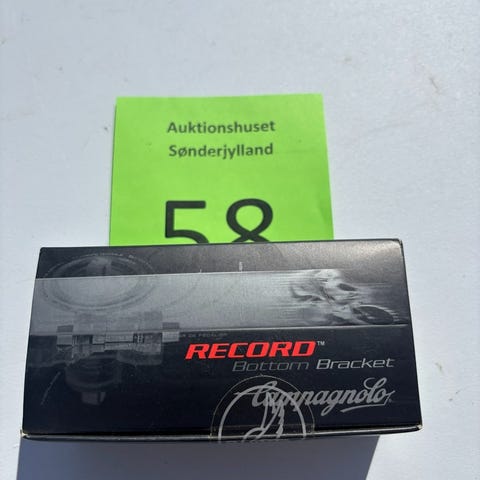 Auktionshuset
Sønderjylland
58
RECORD™
Bottom Bracket
Campagnolo